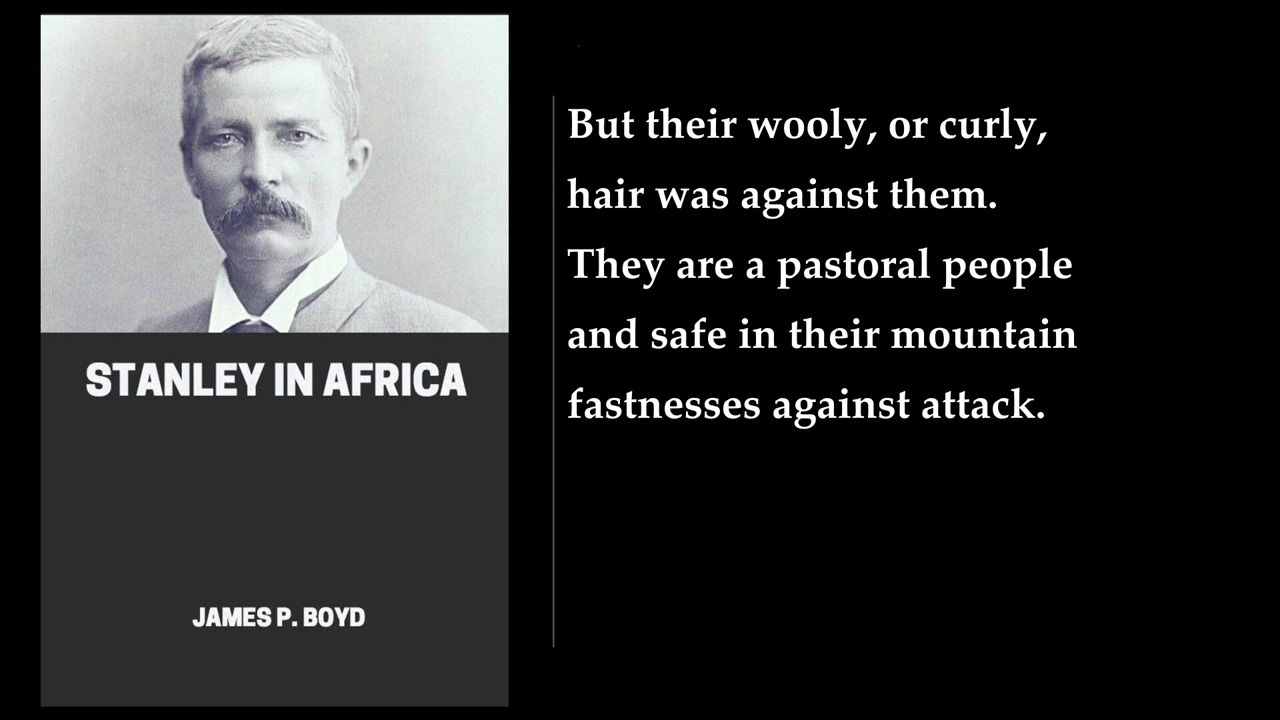 STANLEY IN AFRICA
JAMES P. BOYD
But their wooly, or curly,
hair was against them.
They are a pastoral people
and safe in their mountain
fastnesses against attack.